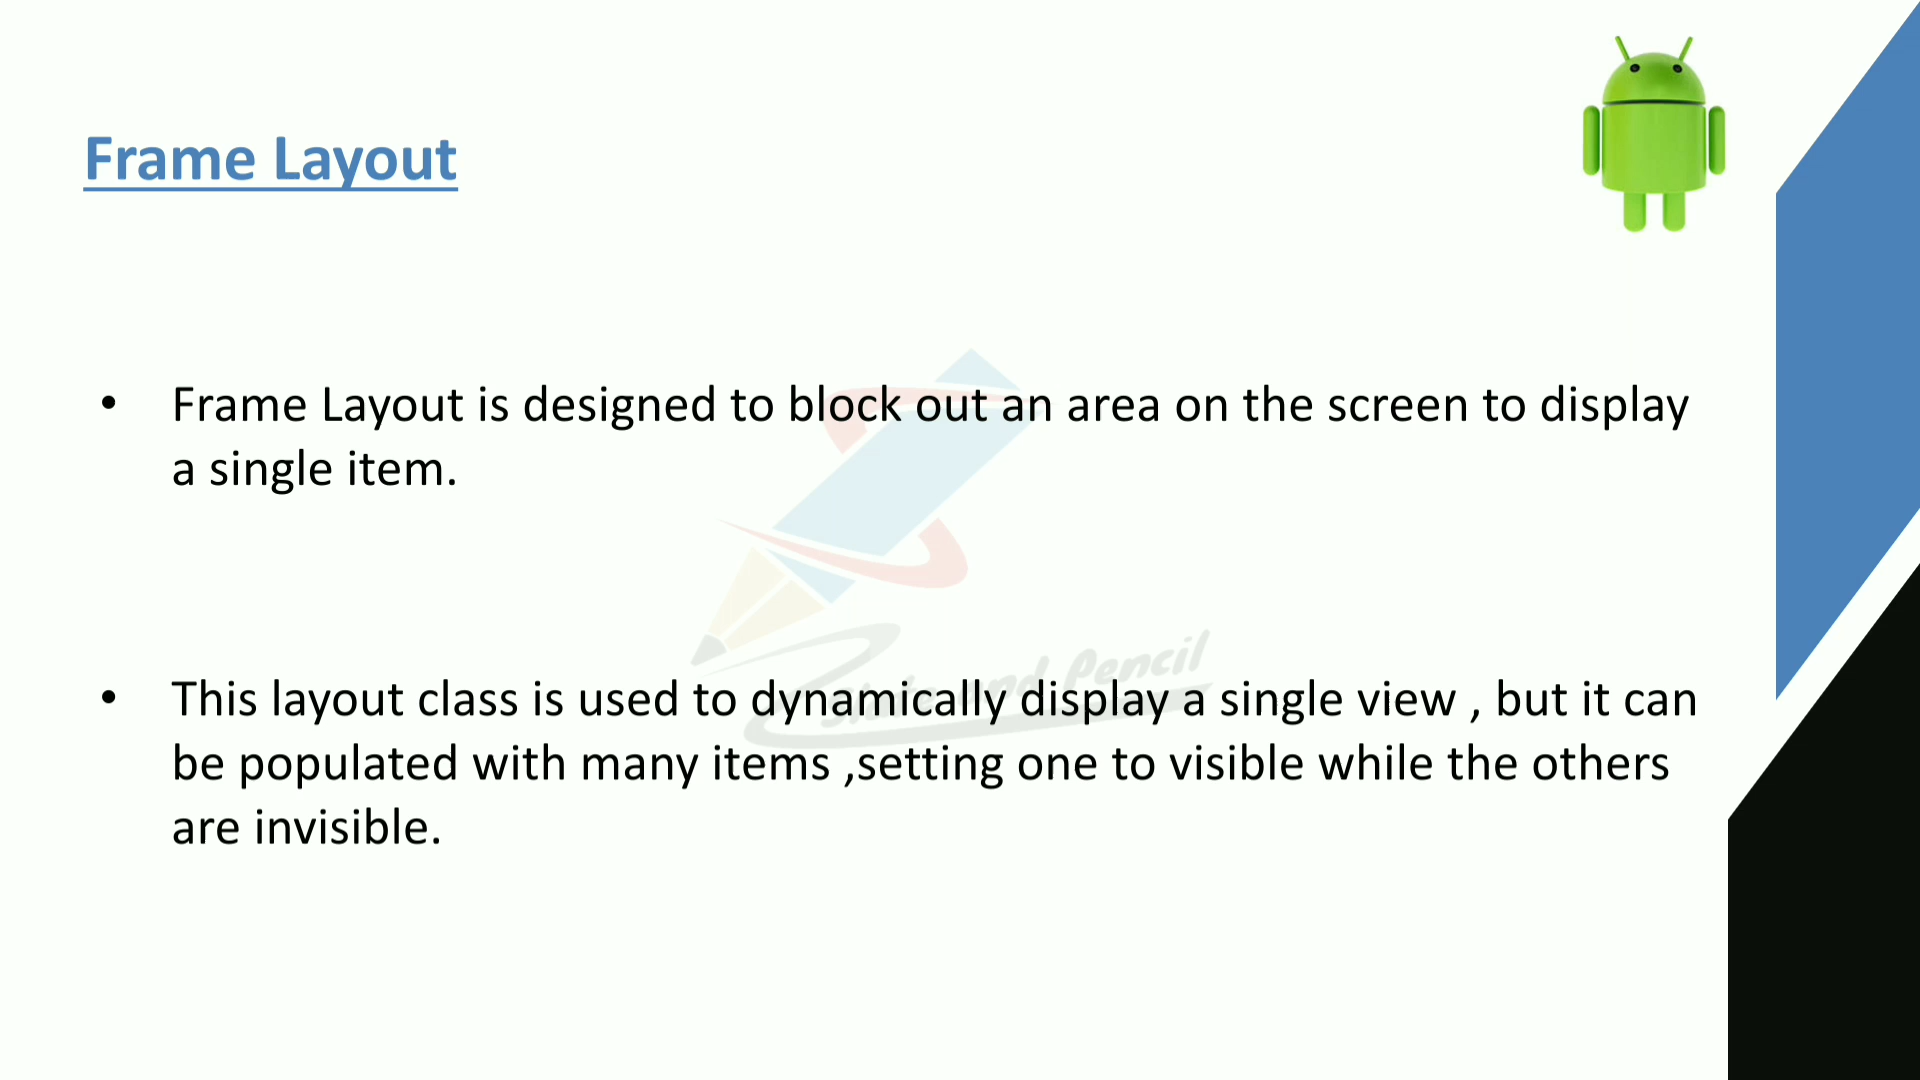 Frame Layout
• Frame Layout is designed to block out an area on the screen to display
a single item.
and Pencil
• This layout class is used to dynamically display a single view , but it can
be populated with many items ,setting one to visible while the others
are invisible.